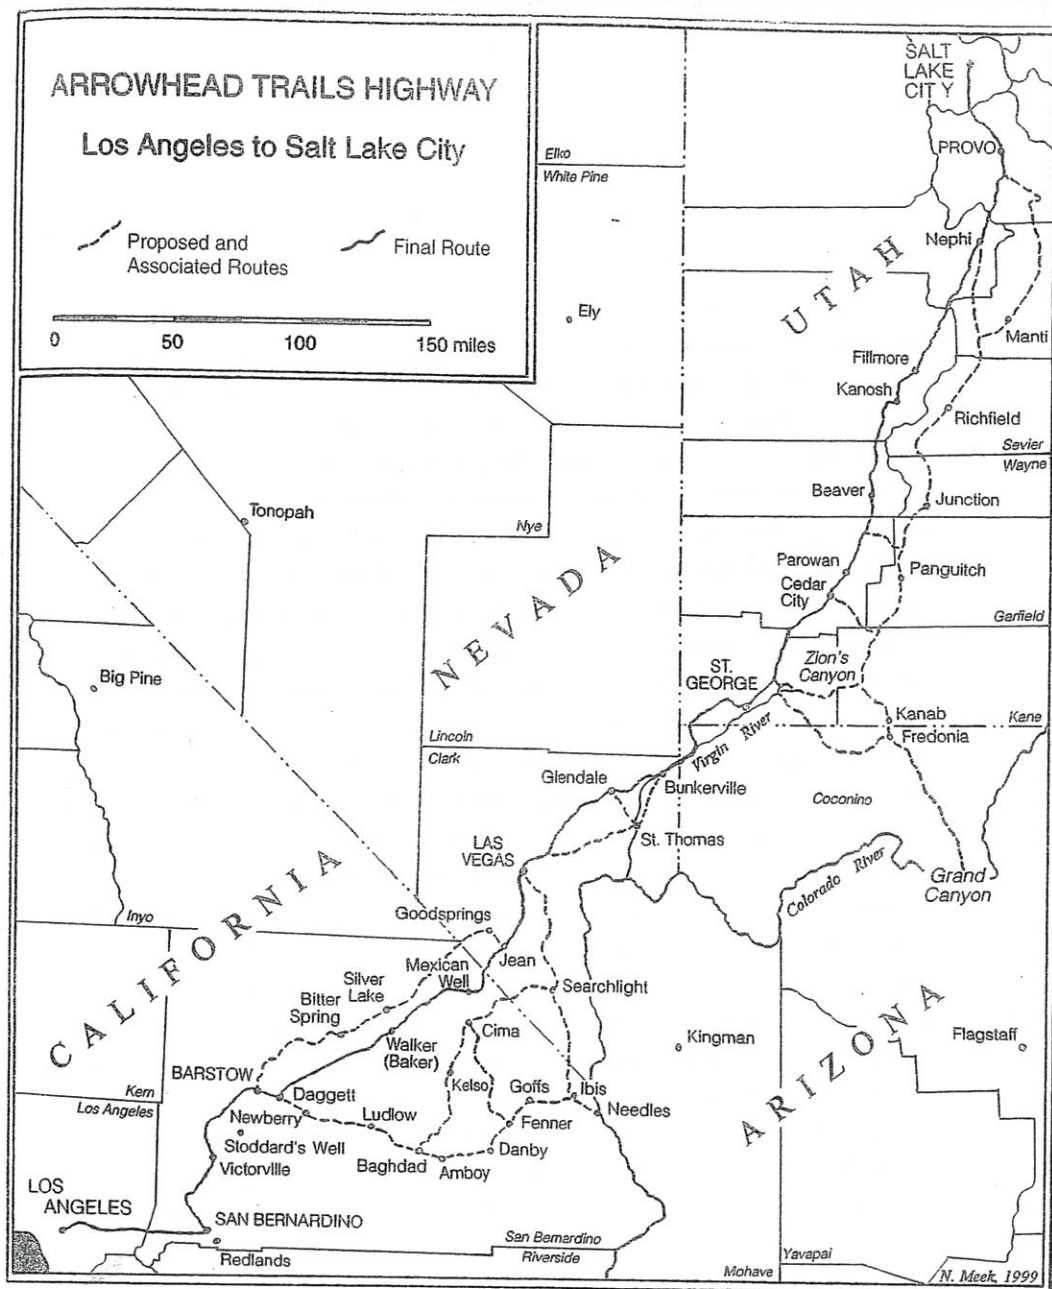 ARROWHEAD TRAILS HIGHWAY
Los Angeles to Salt Lake City
Proposed and
Associated Routes
Final Route
0 50 100 150 miles
SALT
LAKE
CITY
PROVO
Elko
White Pine
Nephi
UTAH
Ely
Manti
Fillmore
Kanosh
Richfield
Sevier
Wayne
Beaver
Junction
Tonopah
Nye
Parowan
Panguitch
Cedar
City
Garfield
NEVADA
Zion's
Canyon
ST.
GEORGE
Big Pine
Kanab
Kane
Fredonia
Lincoln
Clark
Virgin River
Glendale
Bunkerville
Coconino
St. Thomas
LAS
VEGAS
Colorado River
Grand
Canyon
CALIFORNIA
Inyo
Goodsprings
Jean
Mexican
Well
Silver
Lake
Searchlight
Bitter
Spring
Cima
Walker
(Baker)
Kingman
ARIZONA
Flagstaff
BARSTOW
Kern
Los Angeles
Daggett
Kelso
Goffs
Ibis
Needles
Newberry
Ludlow
Fenner
Stoddard's Well
Victorville
Baghdad
Amboy
Danby
LOS
ANGELES
SAN BERNARDINO
Redlands
San Bernardino
Riverside
Mohave
Yavapai
N. Meek, 1999